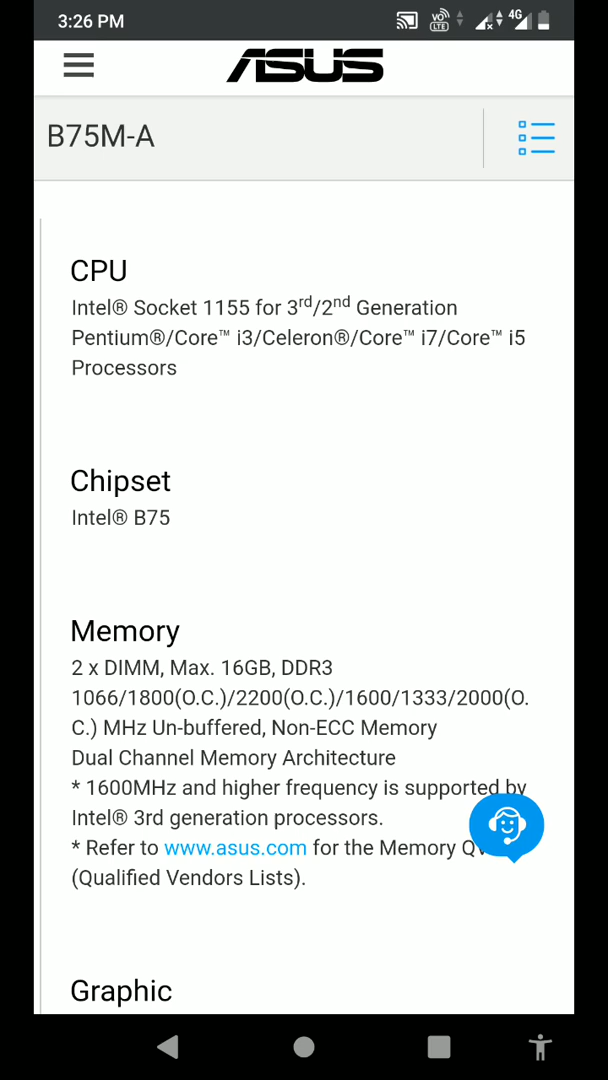 3:26 PM
VO LTE 4G
ASUS
B75M-A
CPU
Intel® Socket 1155 for 3rd/2nd Generation
Pentium®/Core™ i3/Celeron®/Core™ i7/Core™ i5
Processors
Chipset
Intel® B75
Memory
2 x DIMM, Max. 16GB, DDR3
1066/1800(O.C.)/2200(O.C.)/1600/1333/2000(O.
C.) MHz Un-buffered, Non-ECC Memory
Dual Channel Memory Architecture
* 1600MHz and higher frequency is supported by
Intel® 3rd generation processors.
* Refer to www.asus.com for the Memory
(Qualified Vendors Lists).
Graphic